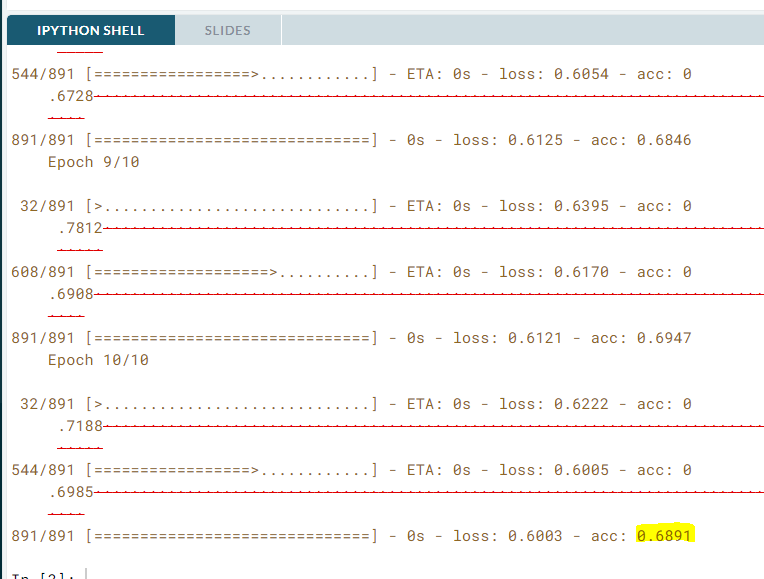 IPYTHON SHELL SLIDES
544/891 [=================>............] - ETA: 0s - loss: 0.6054 - acc: 0
.6728
891/891 [==============================] - 0s - loss: 0.6125 - acc: 0.6846
Epoch 9/10
32/891 [>.............................] - ETA: 0s - loss: 0.6395 - acc: 0
.7812
608/891 [===================>..........] - ETA: 0s - loss: 0.6170 - acc: 0
.6908
891/891 [==============================] - 0s - loss: 0.6121 - acc: 0.6947
Epoch 10/10
32/891 [>.............................] - ETA: 0s - loss: 0.6222 - acc: 0
.7188
544/891 [=================>............] - ETA: 0s - loss: 0.6005 - acc: 0
.6985
891/891 [==============================] - 0s - loss: 0.6003 - acc: 0.6891